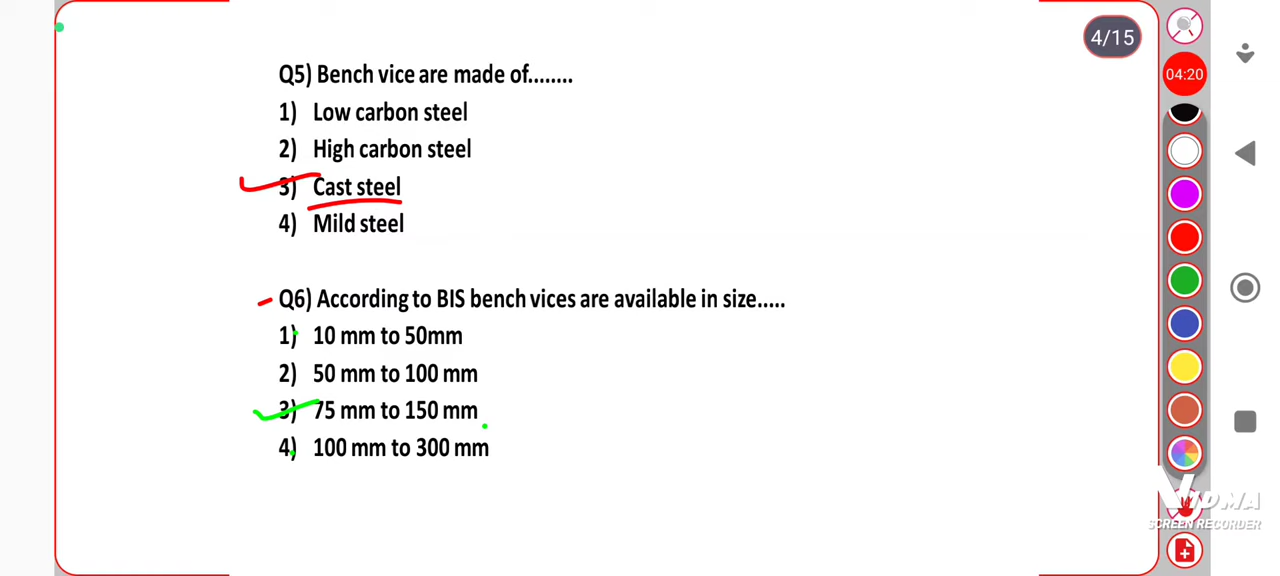 4/15
04:20
Q5) Bench vice are made of........
1) Low carbon steel
2) High carbon steel
3) Cast steel
4) Mild steel
Q6) According to BIS bench vices are available in size.....
1) 10 mm to 50mm
2) 50 mm to 100 mm
3) 75 mm to 150 mm
4) 100 mm to 300 mm
SCREEN RECORDER